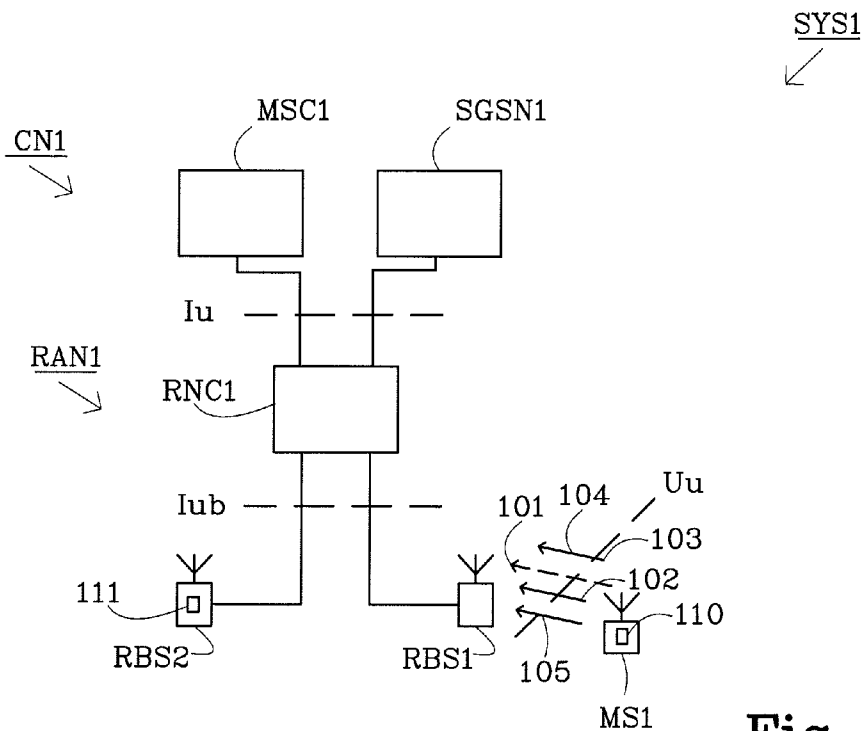 SYS1
MSC1
SGSN1
CN1
Iu
RAN1
RNC1
Iub
Uu
104
101
103
102
111
110
RBS2
RBS1
105
MS1
Fig